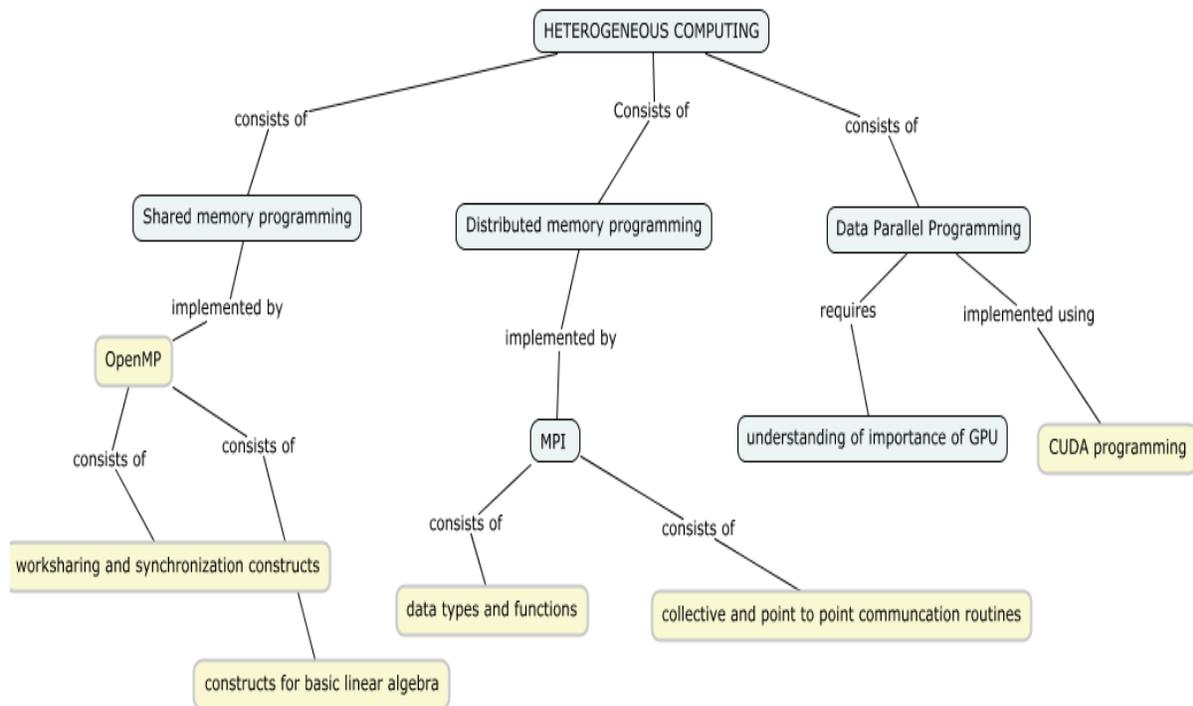 HETEROGENEOUS COMPUTING
consists of
Consists of
consists of
Shared memory programming
Distributed memory programming
Data Parallel Programming
implemented by
implemented by
requires
implemented using
OpenMP
MPI
understanding of importance of GPU
CUDA programming
consists of
consists of
consists of
consists of
worksharing and synchronization constructs
data types and functions
collective and point to point communcation routines
constructs for basic linear algebra